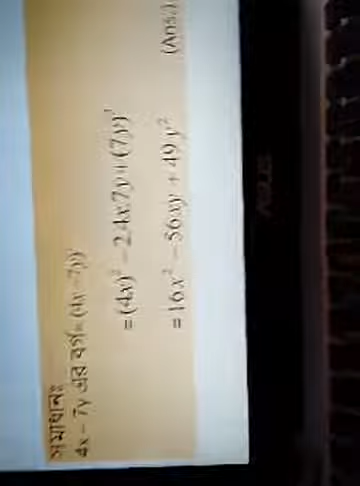 সমাধানঃ
4x – 7y এর বর্গ= (4x –7y)²
= (4x)² – 2.4x.7y + (7y)²
= 16x² – 56xy + 49y² (Ans.)
ASUS